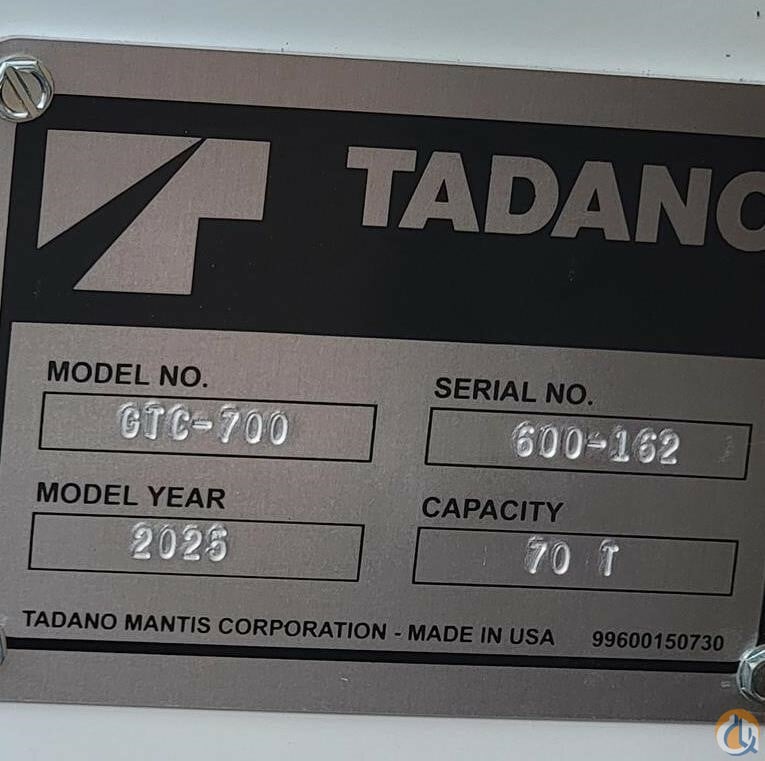 TADANO
MODEL NO.
GTC-700
SERIAL NO.
600-162
MODEL YEAR
2025
CAPACITY
70 T
TADANO MANTIS CORPORATION - MADE IN USA 99600150730